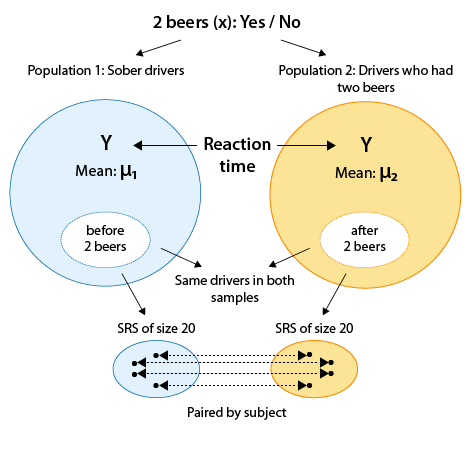 2 beers (x): Yes / No
Population 1: Sober drivers
Population 2: Drivers who had
two beers
Y
Mean: μ₁
Reaction
time
Y
Mean: μ₂
before
2 beers
after
2 beers
Same drivers in both
samples
SRS of size 20
SRS of size 20
Paired by subject